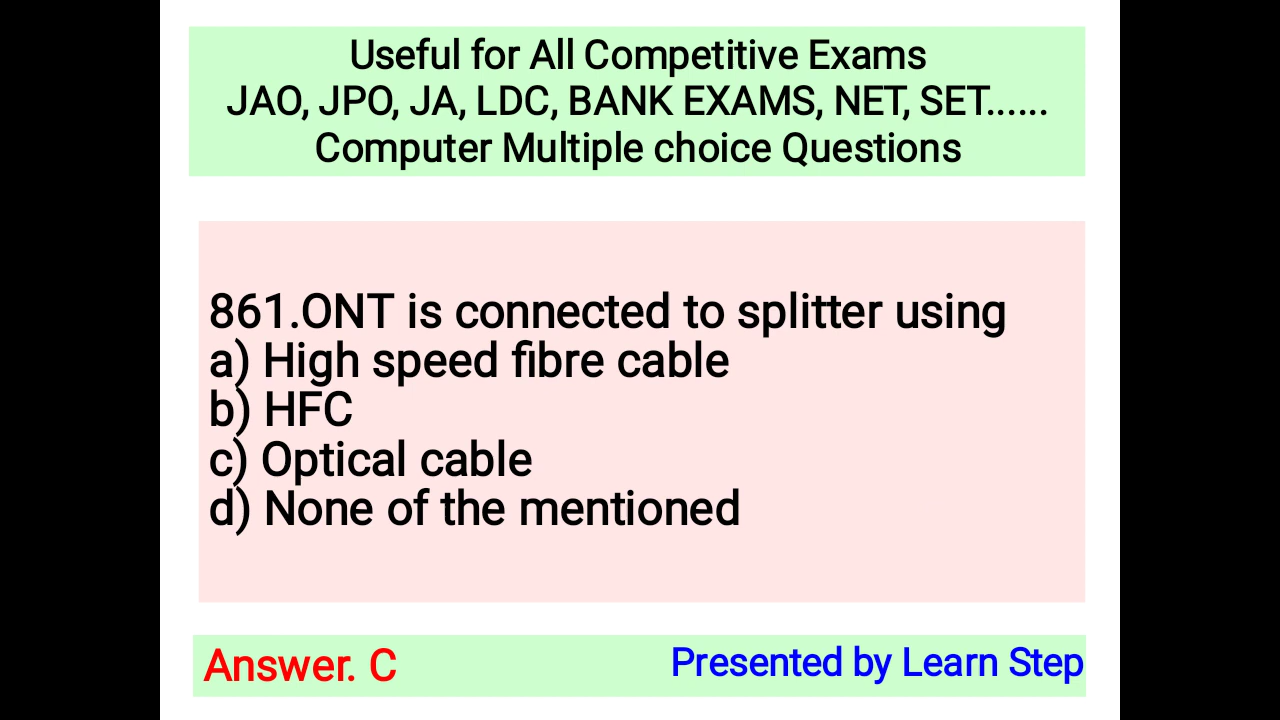 Useful for All Competitive Exams
JAO, JPO, JA, LDC, BANK EXAMS, NET, SET......
Computer Multiple choice Questions
861.ONT is connected to splitter using
a) High speed fibre cable
b) HFC
c) Optical cable
d) None of the mentioned
Answer. C
Presented by Learn Step